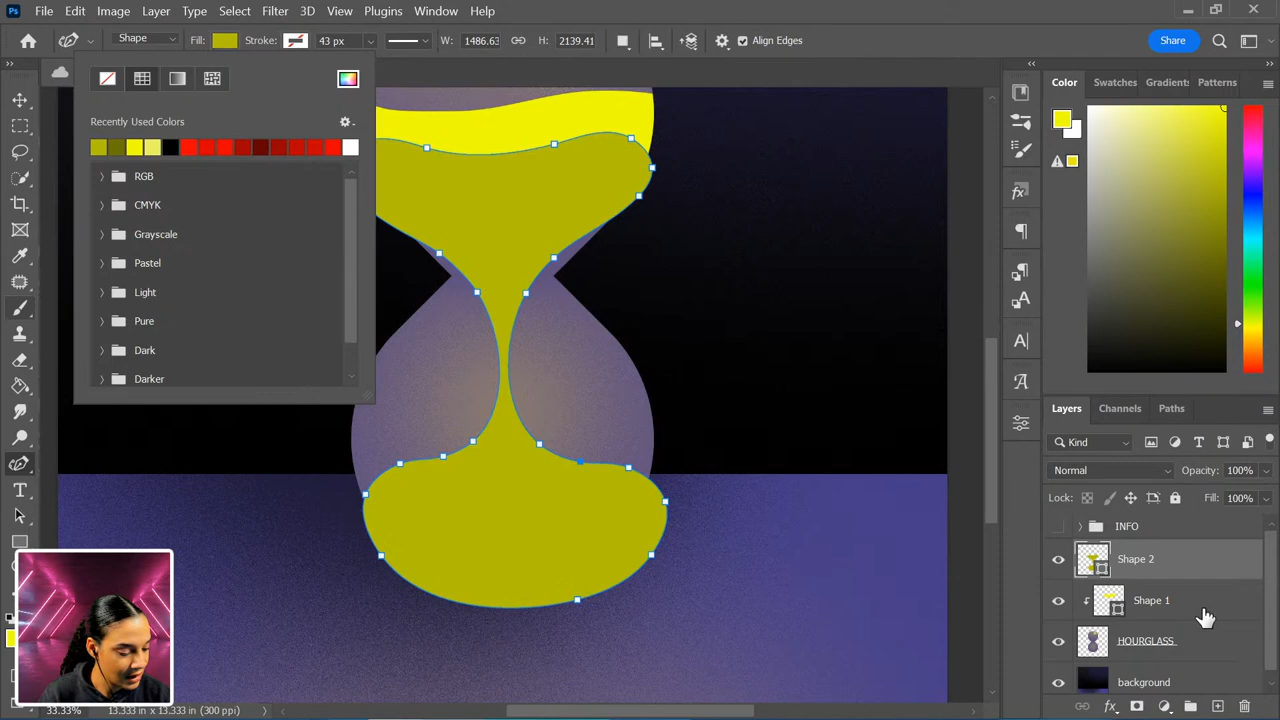 Ps File Edit Image Layer Type Select Filter 3D View Plugins Window Help
Shape Fill: Stroke: 43 px W: 1486.63 H: 2139.41 Align Edges Share
Recently Used Colors
RGB
CMYK
Grayscale
Pastel
Light
Pure
Dark
Darker
Color Swatches Gradients Patterns
Layers Channels Paths
Kind
Normal Opacity: 100%
Lock: Fill: 100%
INFO
Shape 2
Shape 1
HOURGLASS
background
33.33% 13.333 in x 13.333 in (300 ppi)